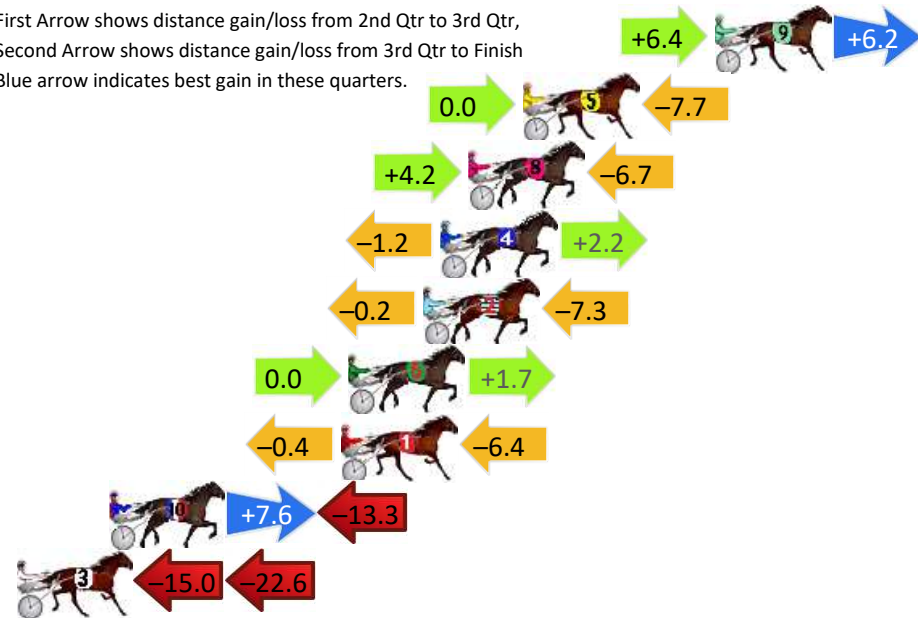 First Arrow shows distance gain/loss from 2nd Qtr to 3rd Qtr,
Second Arrow shows distance gain/loss from 3rd Qtr to Finish
Blue arrow indicates best gain in these quarters.
+6.4 9 +6.2
0.0 5 −7.7
+4.2 8 −6.7
−1.2 4 +2.2
−0.2 2 −7.3
0.0 6 +1.7
−0.4 1 −6.4
10 +7.6 −13.3
3 −15.0 −22.6